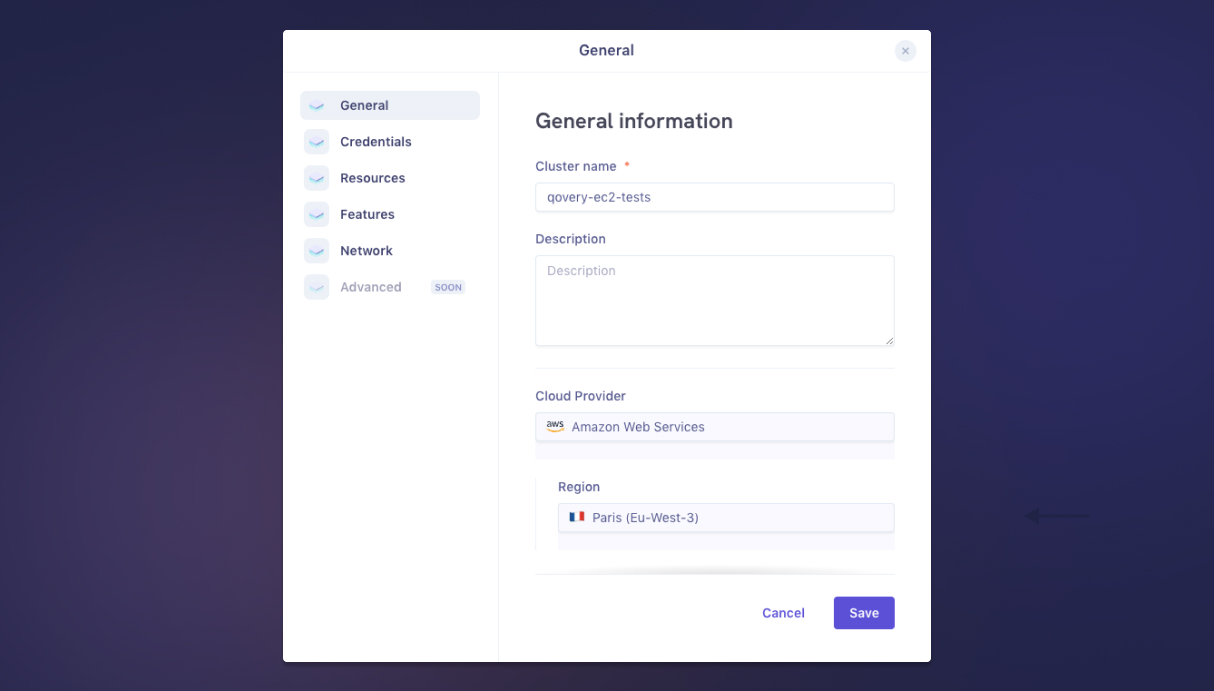 General
General
Credentials
Resources
Features
Network
Advanced SOON
General information
Cluster name *
qovery-ec2-tests
Description
Description
Cloud Provider
aws Amazon Web Services
Region
Paris (Eu-West-3)
Cancel
Save